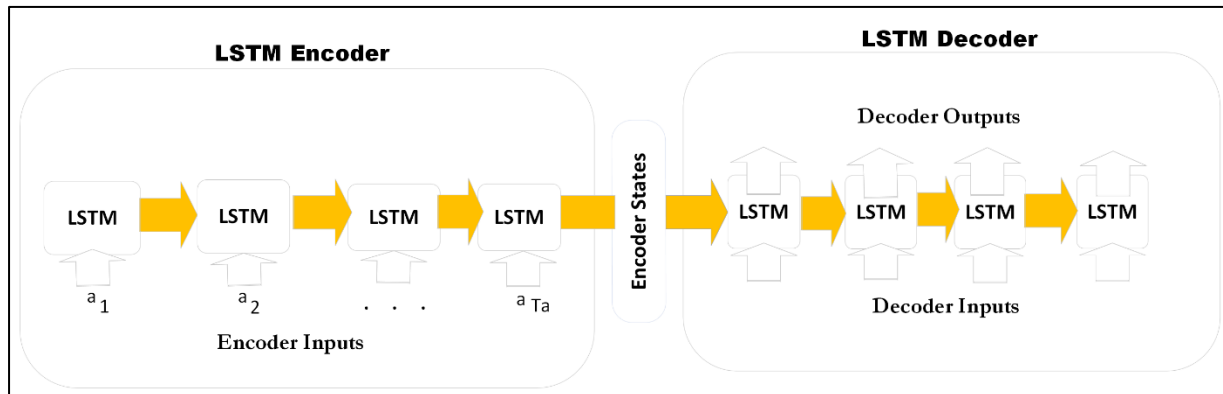 LSTM Encoder
LSTM Decoder
Decoder Outputs
LSTM LSTM LSTM LSTM
Encoder States
LSTM LSTM LSTM LSTM
a1 a2 . . . aTa
Encoder Inputs
Decoder Inputs